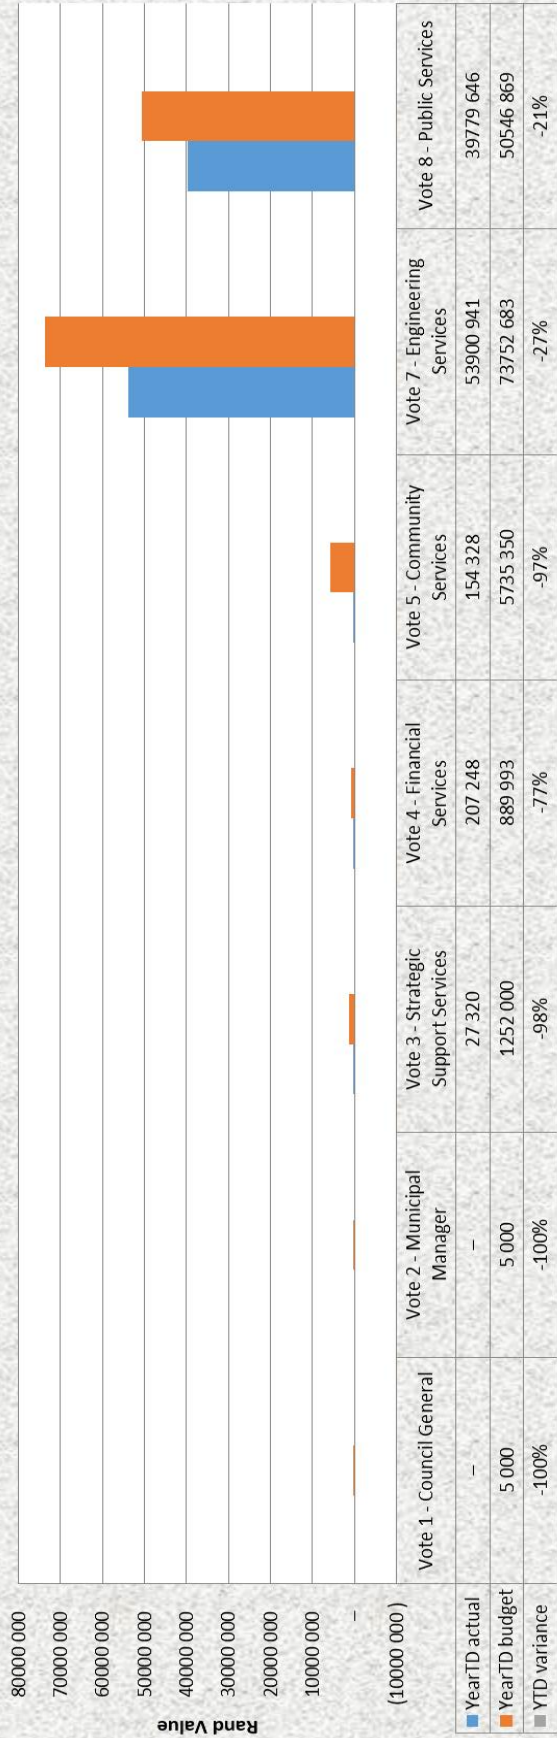 80000 000
70000 000
60000 000
50000 000
40000 000
30000 000
20000 000
10000 000
–
(10000 000 )
Rand Value
Vote 1 - Council General
Vote 2 - Municipal
Manager
Vote 3 - Strategic
Support Services
Vote 4 - Financial
Services
Vote 5 - Community
Services
Vote 7 - Engineering
Services
Vote 8 - Public Services
YearTD actual – – 27 320 207 248 154 328 53900 941 39779 646
YearTD budget 5 000 5 000 1252 000 889 993 5735 350 73752 683 50546 869
YTD variance -100% -100% -98% -77% -97% -27% -21%